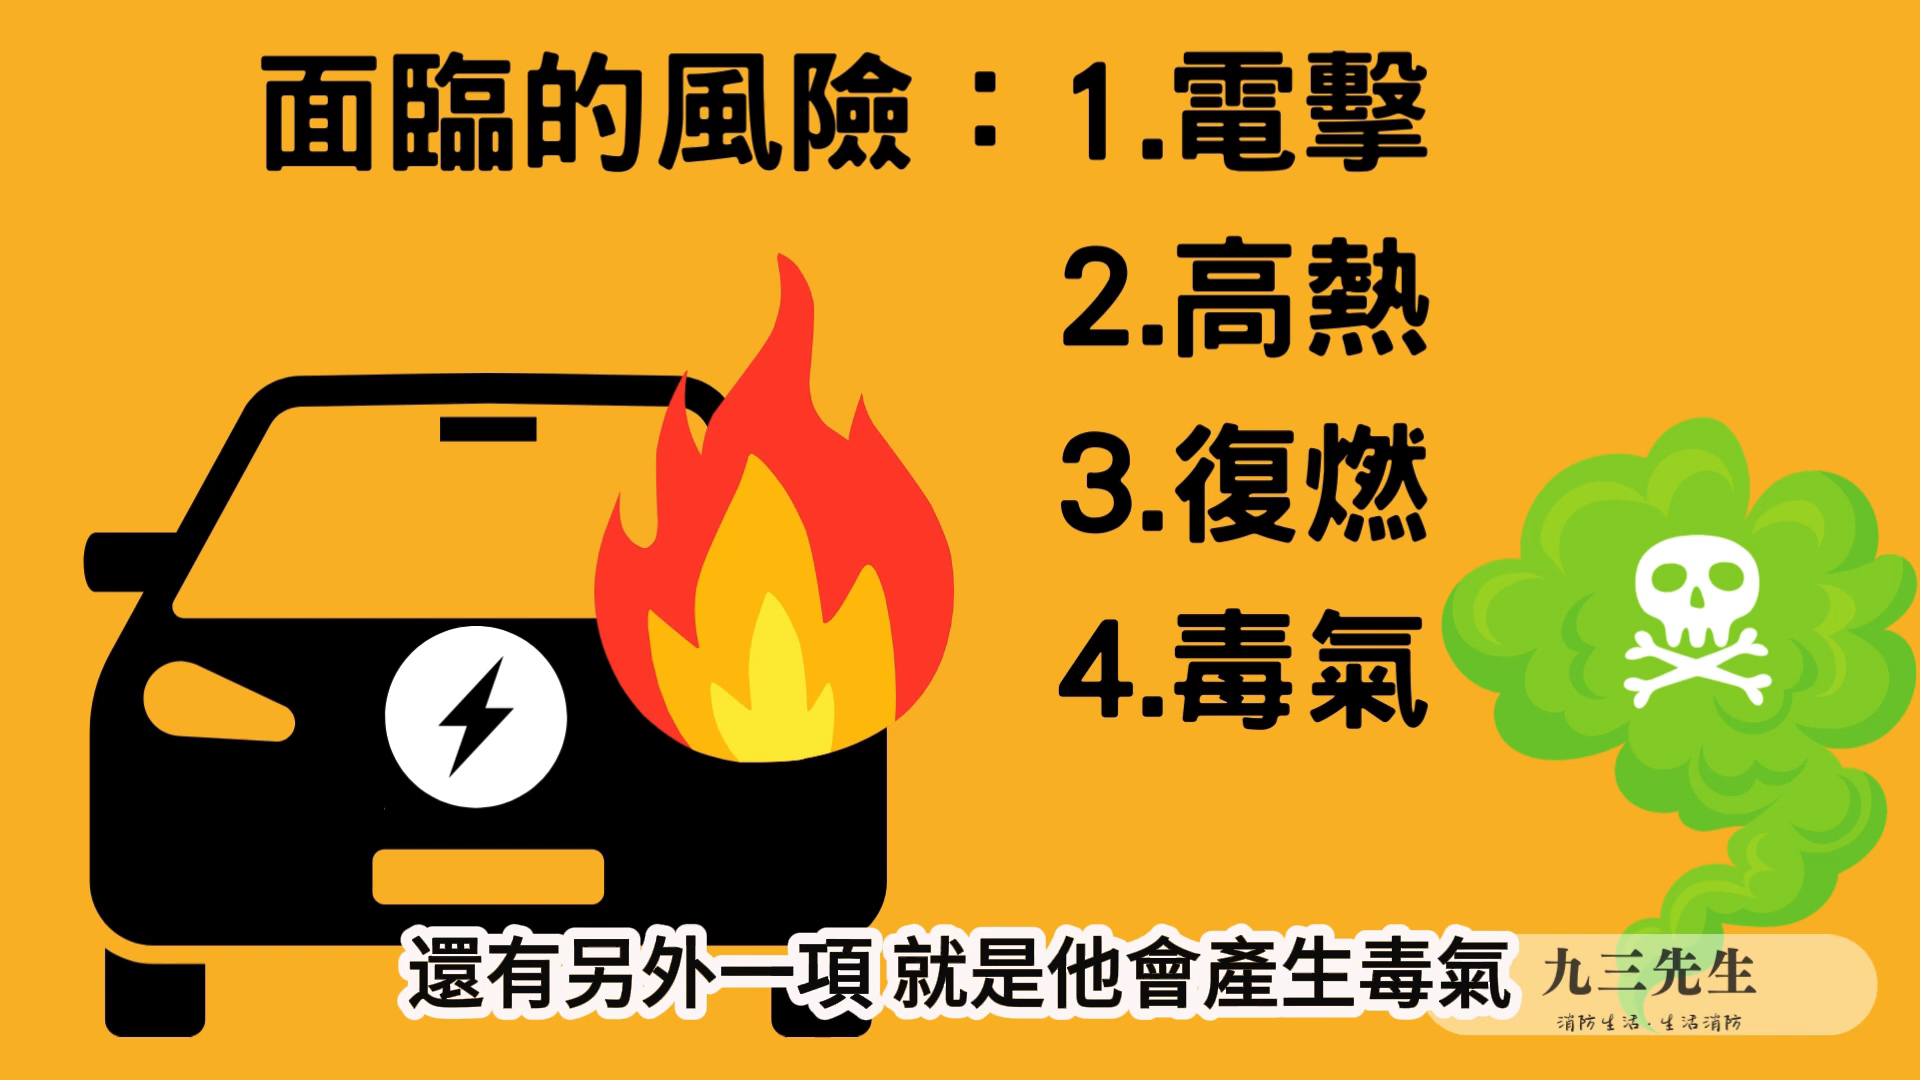 面臨的風險：1.電擊
2.高熱
3.復燃
4.毒氣
還有另外一項 就是他會產生毒氣
九三先生
消防生活·生活消防